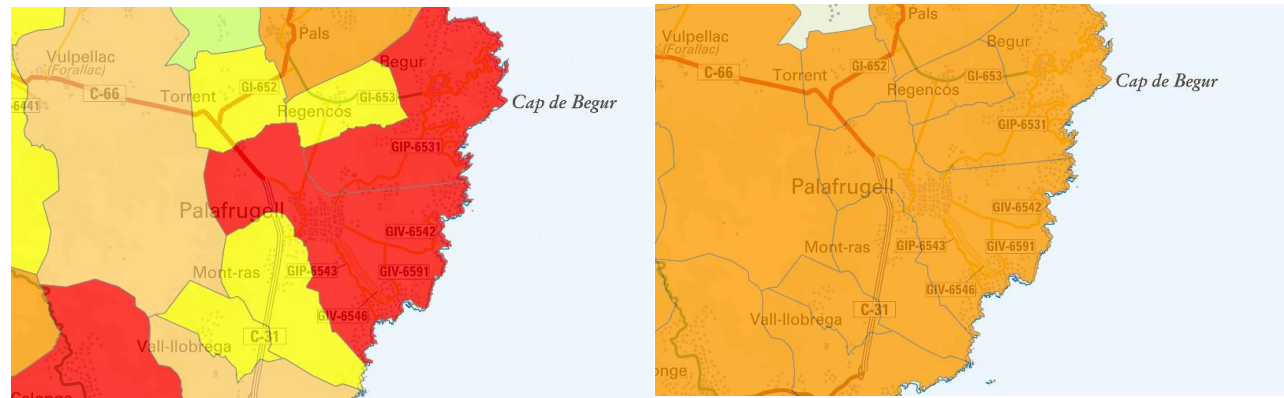 Pals
Vulpellac
(Forallac)
Begur
GI-652
C-66
Torrent
6441
GI-653
Cap de Begur
Regencós
GIP-6531
Palafrugell
GIV-6542
Mont-ras
GIP-6543
GIV-6591
GIV-6546
C-31
Vall-llobrega
Calonge
Pals
Vulpellac
(Forallac)
Begur
GI-652
C-66
Torrent
GI-653
Cap de Begur
Regencós
GIP-6531
Palafrugell
GIV-6542
Mont-ras
GIP-6543
GIV-6591
GIV-6546
C-31
Vall-llobrega
onge